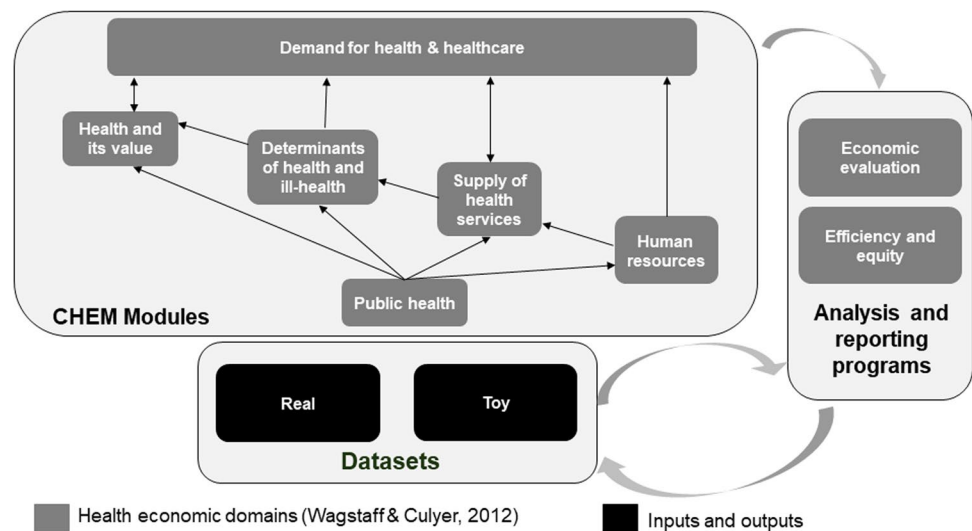 Demand for health & healthcare
Health and
its value
Determinants
of health and
ill-health
Supply of
health
services
Human
resources
Public health
CHEM Modules
Economic
evaluation
Efficiency and
equity
Analysis and
reporting
programs
Real
Toy
Datasets
Health economic domains (Wagstaff & Culyer, 2012)
Inputs and outputs